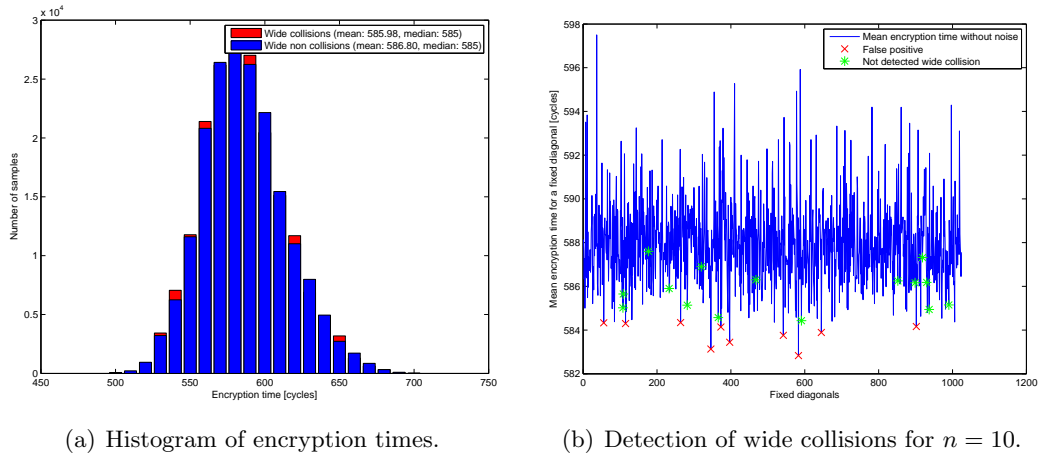 3
x 10^4
Wide collisions (mean: 585.98, median: 585)
Wide non collisions (mean: 586.80, median: 585)
2.5
2
1.5
1
0.5
0
Number of samples
450 500 550 600 650 700 750
Encryption time [cycles]
(a) Histogram of encryption times.
598
596
594
592
590
588
586
584
582
Mean encryption time for a fixed diagonal [cycles]
Mean encryption time without noise
False positive
Not detected wide collision
0 200 400 600 800 1000 1200
Fixed diagonals
(b) Detection of wide collisions for n = 10.